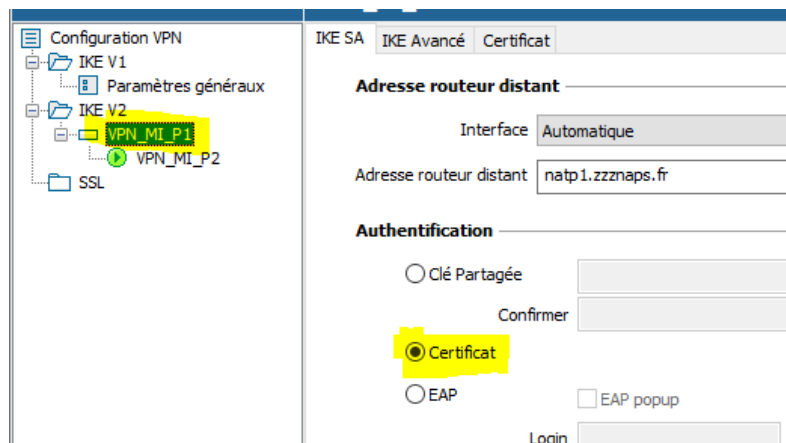 Configuration VPN
IKE V1
Paramètres généraux
IKE V2
VPN_MI_P1
VPN_MI_P2
SSL
IKE SA IKE Avancé Certificat
Adresse routeur distant
Interface Automatique
Adresse routeur distant natp1.zzznaps.fr
Authentification
Clé Partagée
Confirmer
Certificat
EAP EAP popup
Login